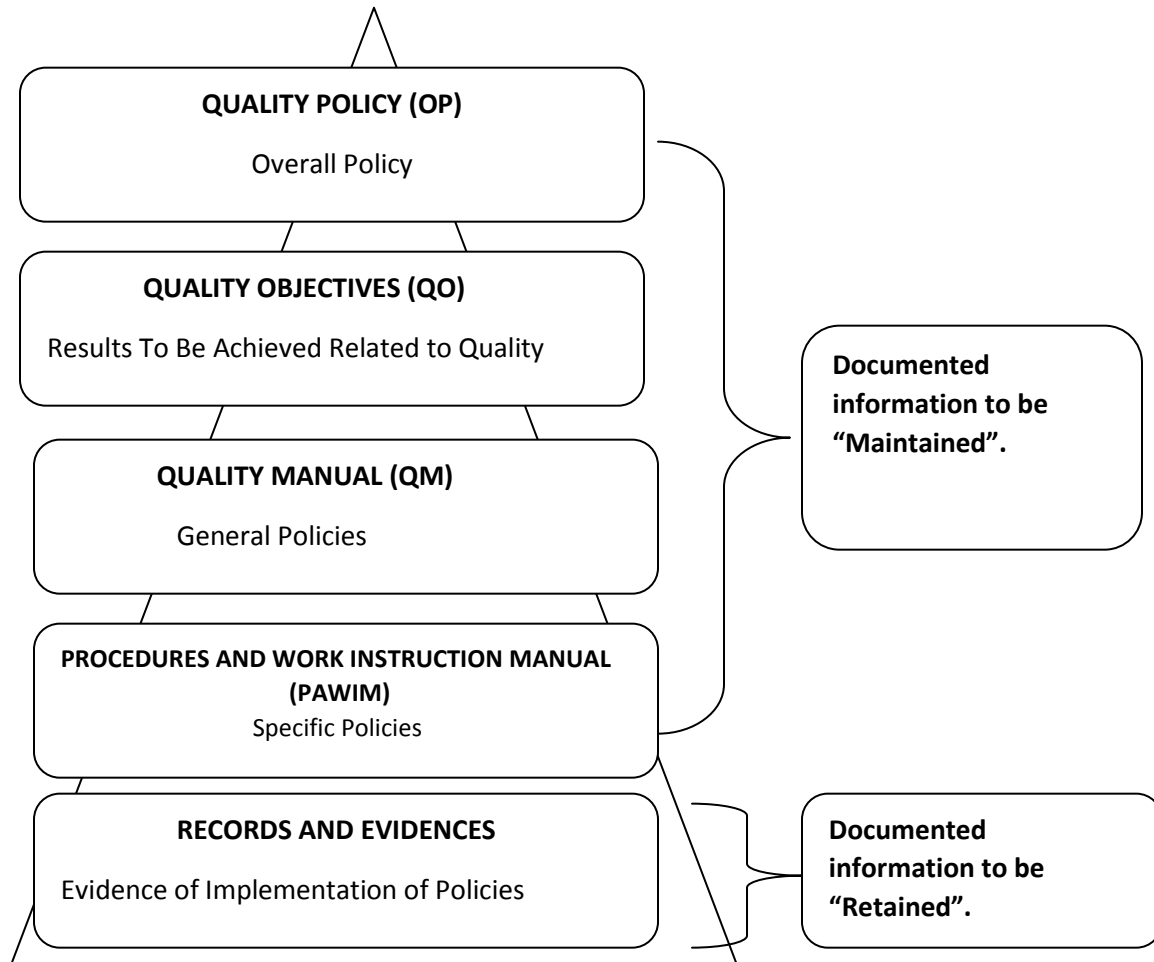 QUALITY POLICY (OP)
Overall Policy
QUALITY OBJECTIVES (QO)
Results To Be Achieved Related to Quality
QUALITY MANUAL (QM)
General Policies
PROCEDURES AND WORK INSTRUCTION MANUAL
(PAWIM)
Specific Policies
RECORDS AND EVIDENCES
Evidence of Implementation of Policies
Documented
information to be
“Maintained”.
Documented
information to be
“Retained”.